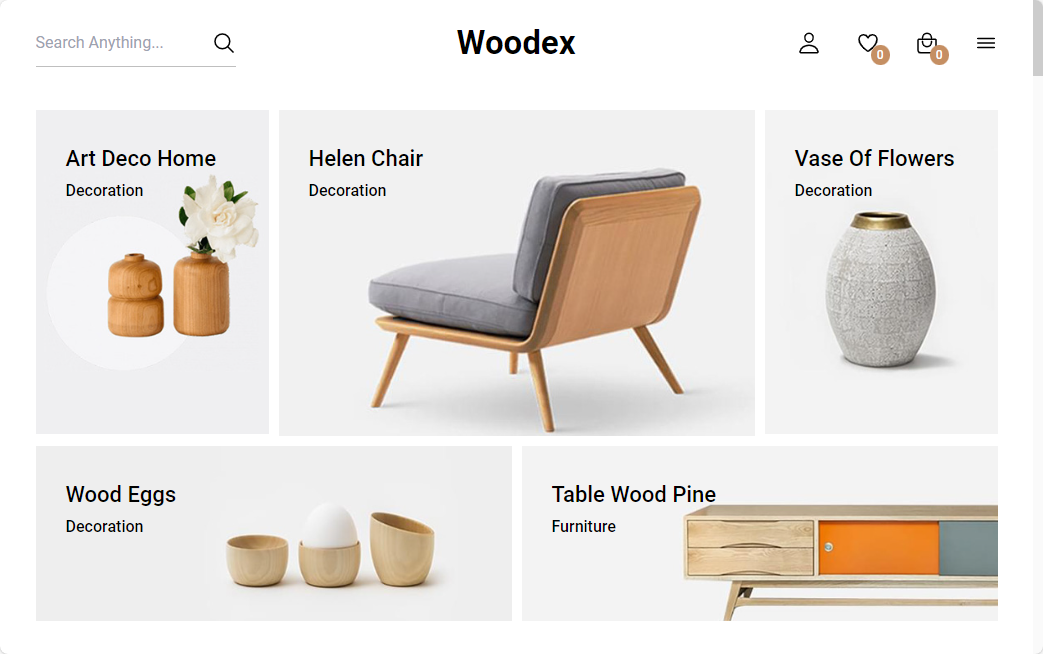 Search Anything...
Woodex
0
0
Art Deco Home
Decoration
Helen Chair
Decoration
Vase Of Flowers
Decoration
Wood Eggs
Decoration
Table Wood Pine
Furniture